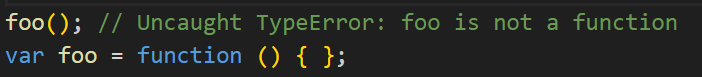 foo(); // Uncaught TypeError: foo is not a function
var foo = function () { };